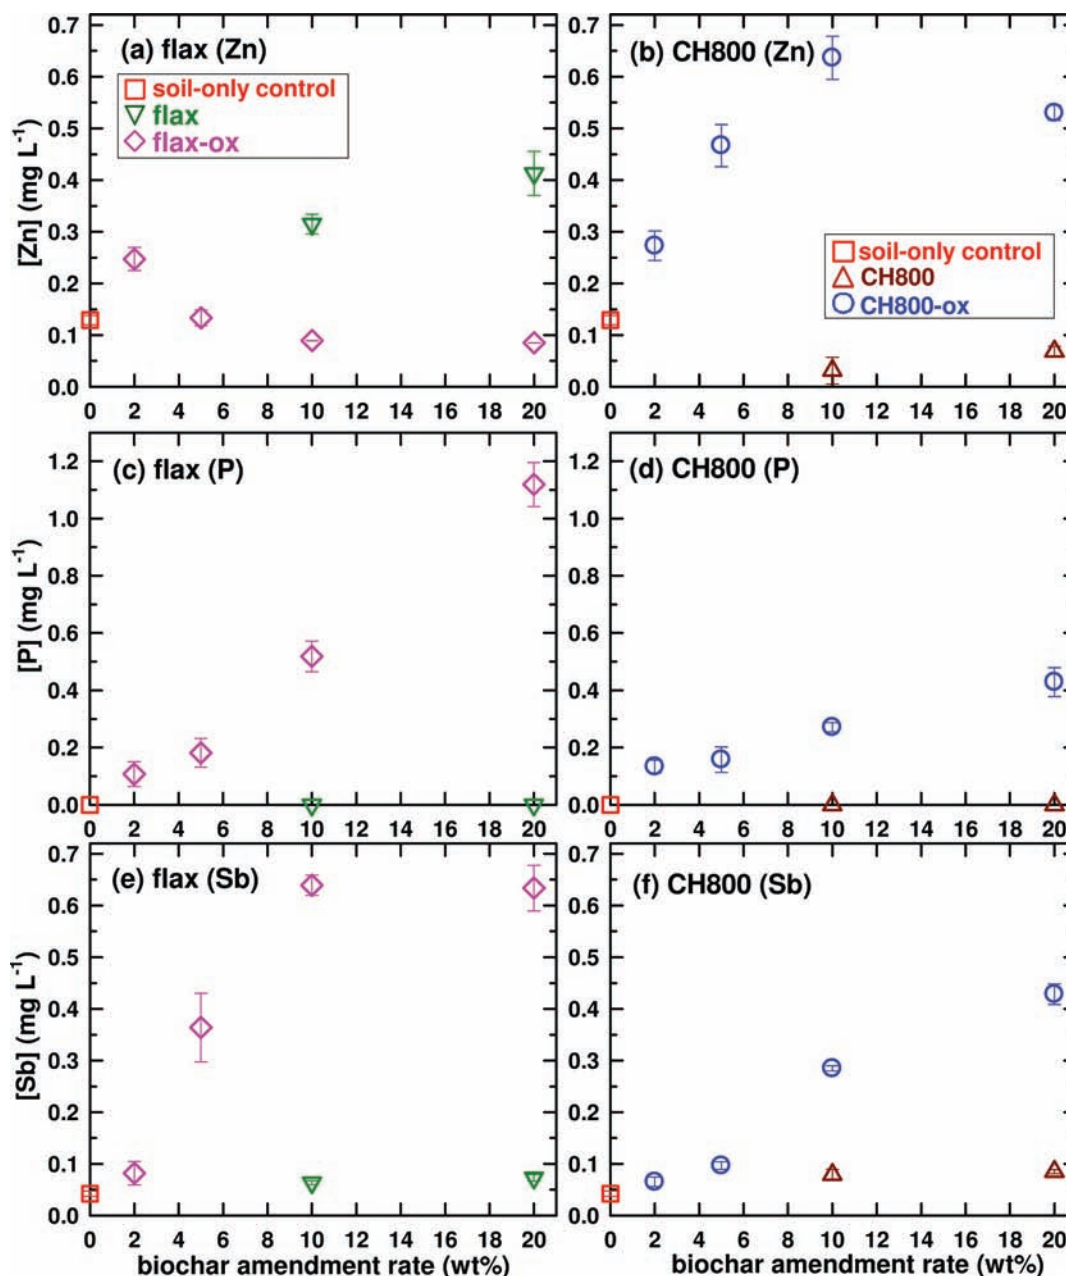 (a) flax (Zn)
soil-only control
flax
flax-ox
[Zn] (mg L⁻¹)
0.7
0.6
0.5
0.4
0.3
0.2
0.1
0.0
0 2 4 6 8 10 12 14 16 18 20
(b) CH800 (Zn)
soil-only control
CH800
CH800-ox
0.7
0.6
0.5
0.4
0.3
0.2
0.1
0.0
0 2 4 6 8 10 12 14 16 18 20
(c) flax (P)
[P] (mg L⁻¹)
1.2
1.0
0.8
0.6
0.4
0.2
0.0
0 2 4 6 8 10 12 14 16 18 20
(d) CH800 (P)
1.2
1.0
0.8
0.6
0.4
0.2
0.0
0 2 4 6 8 10 12 14 16 18 20
(e) flax (Sb)
[Sb] (mg L⁻¹)
0.7
0.6
0.5
0.4
0.3
0.2
0.1
0.0
0 2 4 6 8 10 12 14 16 18 20
biochar amendment rate (wt%)
(f) CH800 (Sb)
0.7
0.6
0.5
0.4
0.3
0.2
0.1
0.0
0 2 4 6 8 10 12 14 16 18 20
biochar amendment rate (wt%)